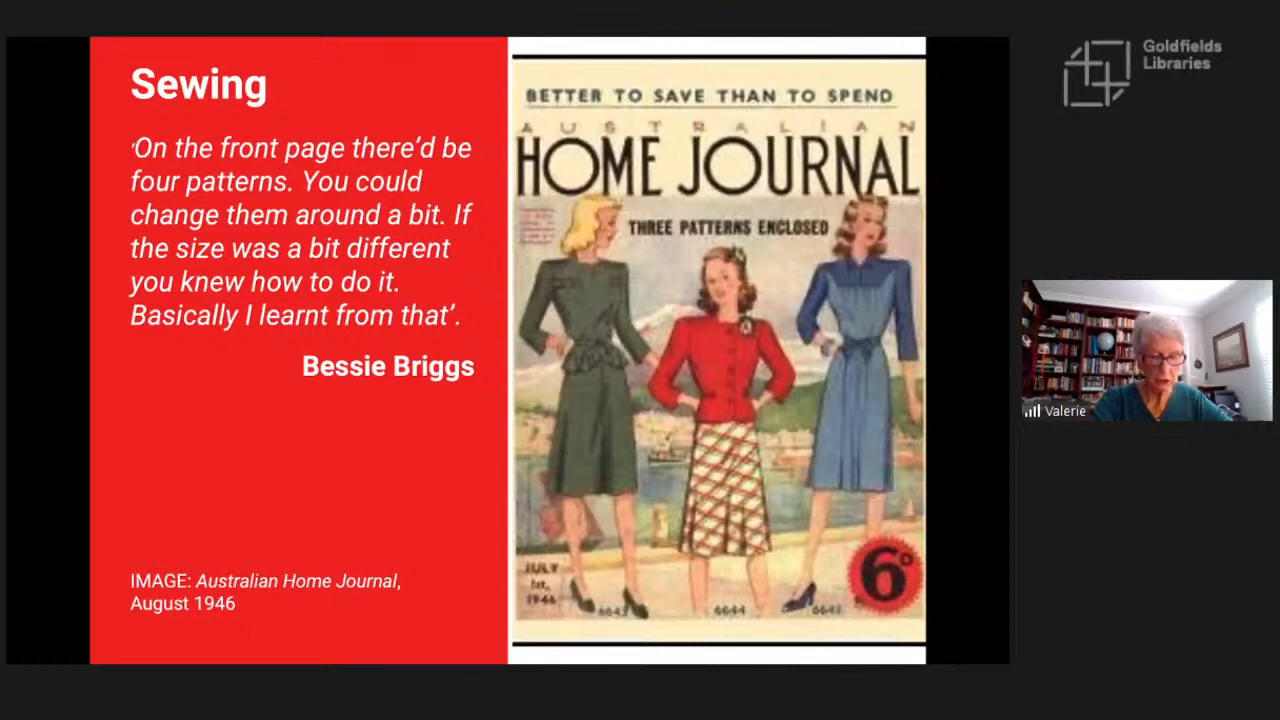 Sewing
‘On the front page there’d be
four patterns. You could
change them around a bit. If
the size was a bit different
you knew how to do it.
Basically I learnt from that’.
Bessie Briggs
IMAGE: Australian Home Journal,
August 1946
BETTER TO SAVE THAN TO SPEND
AUSTRALIAN
HOME JOURNAL
THREE PATTERNS ENCLOSED
JULY
1st,
1946
6643
6644
6D
Goldfields
Libraries
Valerie